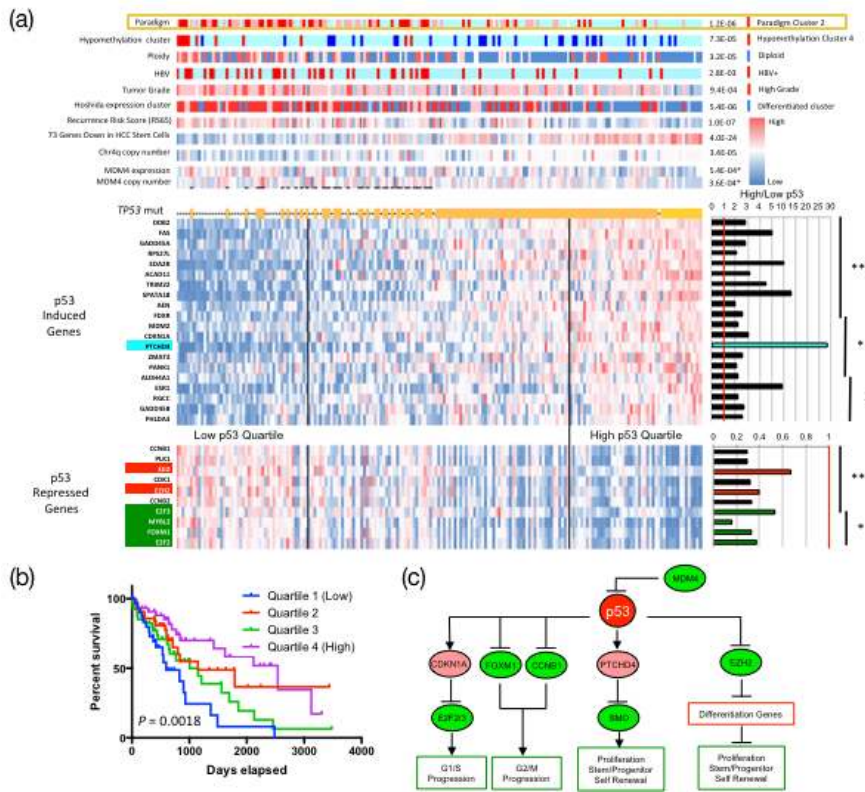 (a)
Paradigm 1.2E-06 Paradigm Cluster 2
Hypomethylation cluster 7.3E-05 Hypomethylation Cluster 4
Ploidy 3.2E-05 Diploid
HBV 2.8E-03 HBV+
Tumor Grade 9.4E-04 High Grade
Hoshida expression cluster 5.4E-06 Differentiated cluster
Recurrence Risk Score (RS65) 1.0E-07
73 Genes Down in HCC Stem Cells 4.0E-24
Chr4q copy number 3.6E-05
MDM4 expression 5.4E-04*
MDM4 copy number 3.6E-04*
High
Low
High/Low p53
TP53 mut
0 1 2 3 4 5 10 15 20 25 30
p53
Induced
Genes
DDB2
FAS
GADD45A
RPS27L
EDA2R
ACAD11
TRIM22
SPATA18
AEN
FDXR
MDM2
CDKN1A
PTCHD4
ZMAT3
PANK1
ALDH4A1
ESR1
RGCC
GADD45B
PHLDA3
**
*
Low p53 Quartile High p53 Quartile
0 0.2 0.4 0.6 0.8 1
p53
Repressed
Genes
CCNB1
PLK1
CDK1
EZH2
CCNB2
E2F3
MYBL2
FOXM1
E2F2
**
*
(b)
Percent survival
100
50
0
0 1000 2000 3000 4000
Days elapsed
P = 0.0018
Quartile 1 (Low)
Quartile 2
Quartile 3
Quartile 4 (High)
(c)
MDM4
p53
CDKN1A FOXM1 CCNB1 PTCHD4 EZH2
E2F2/3 SMO Differentiation Genes
G1/S
Progression
G2/M
Progression
Proliferation
Stem/Progenitor
Self Renewal
Proliferation
Stem/Progenitor
Self Renewal